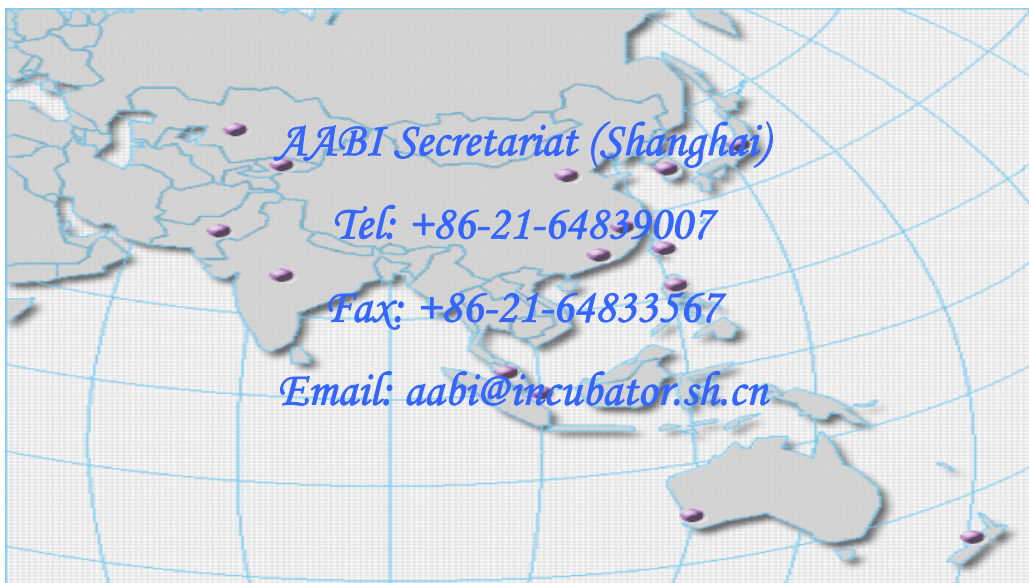 AABI Secretariat (Shanghai)
Tel: +86-21-64839007
Fax: +86-21-64833567
Email: aabi@incubator.sh.cn